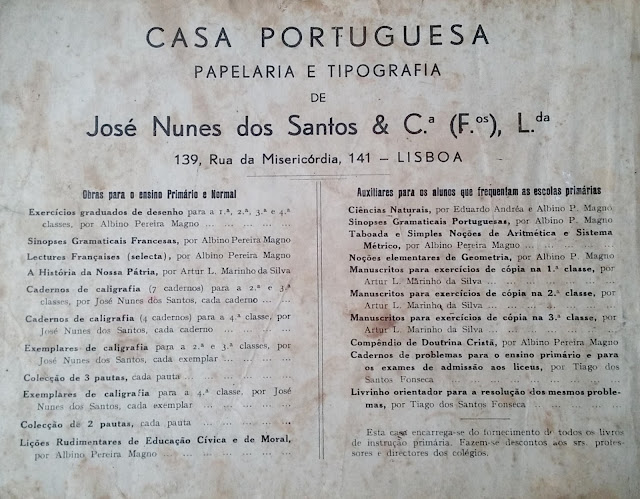 CASA PORTUGUESA
PAPELARIA E TIPOGRAFIA
DE
José Nunes dos Santos & C.ª (F.ºs), L.da
139, Rua da Misericórdia, 141 — LISBOA
Obras para o ensino Primário e Normal
Exercícios graduados de desenho para a 1.ª, 2.ª, 3.ª e 4.ª
classes, por Albino Pereira Magno ... ... ... ... ...
Sinopses Gramaticais Francesas, por Albino Pereira Magno
Lectures Françaises (selecta), por Albino Pereira Magno
A História da Nossa Pátria, por Artur L. Marinho da Silva
Cadernos de caligrafia (7 cadernos) para a 2.ª e 3.ª
classes, por José Nunes dos Santos, cada caderno ... ...
Cadernos de caligrafia (4 cadernos) para a 4.ª classe, por
José Nunes dos Santos, cada caderno ... ... ... ...
Exemplares de caligrafia para a 2.ª e 3.ª classes, por
José Nunes dos Santos, cada exemplar ... ... ... ...
Colecção de 3 pautas, cada pauta ... ... ... ... ...
Exemplares de caligrafia para a 4.ª classe, por José
Nunes dos Santos, cada exemplar ... ... ... ... ...
Colecção de 2 pautas, cada pauta ... ... ... ... ...
Lições Rudimentares de Educação Cívica e de Moral,
por Albino Pereira Magno ... ... ... ... ... ...
Auxiliares para os alunos que frequentam as escolas primárias
Ciências Naturais, por Eduardo Andrêa e Albino P. Magno
Sinopses Gramaticais Portuguesas, por Albino P. Magno
Taboada e Simples Noções de Aritmética e Sistema
Métrico, por Albino Pereira Magno ... ... ... ...
Noções elementares de Geometria, por Albino P. Magno
Manuscritos para exercícios de cópia na 1.ª classe, por
Artur L. Marinho da Silva ... ... ... ... ... ...
Manuscritos para exercícios de cópia na 2.ª classe, por
Artur L. Marinho da Silva ... ... ... ... ... ...
Manuscritos para exercícios de cópia na 3.ª classe, por
Artur L. Marinho da Silva ... ... ... ... ... ...
Compêndio de Doutrina Cristã, por Albino Pereira Magno
Cadernos de problemas para o ensino primário e para
os exames de admissão aos liceus, por Tiago dos
Santos Fonseca ... ... ... ... ... ... ... ...
Livrinho orientador para a resolução dos mesmos proble-
mas, por Tiago dos Santos Fonseca ... ... ... ...
Esta casa encarrega-se do fornecimento de todos os livros
de instrução primária. Fazem-se descontos aos srs. profes-
sores e directores dos colégios.